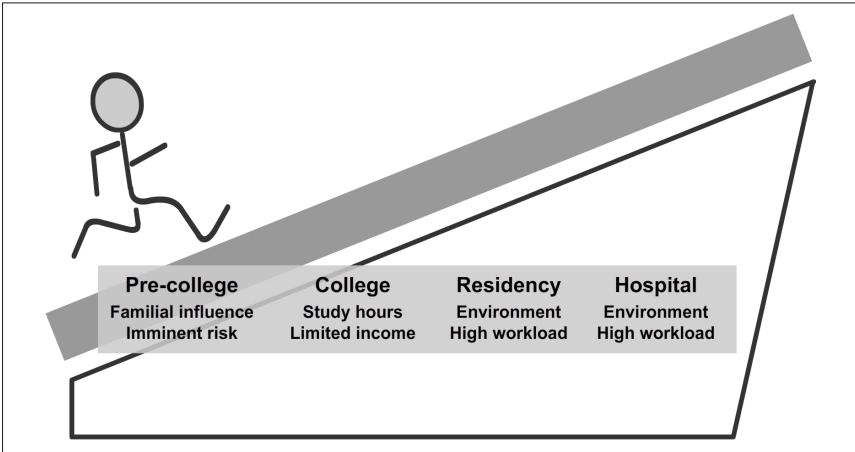 Pre-college College Residency Hospital
Familial influence Study hours Environment Environment
Imminent risk Limited income High workload High workload